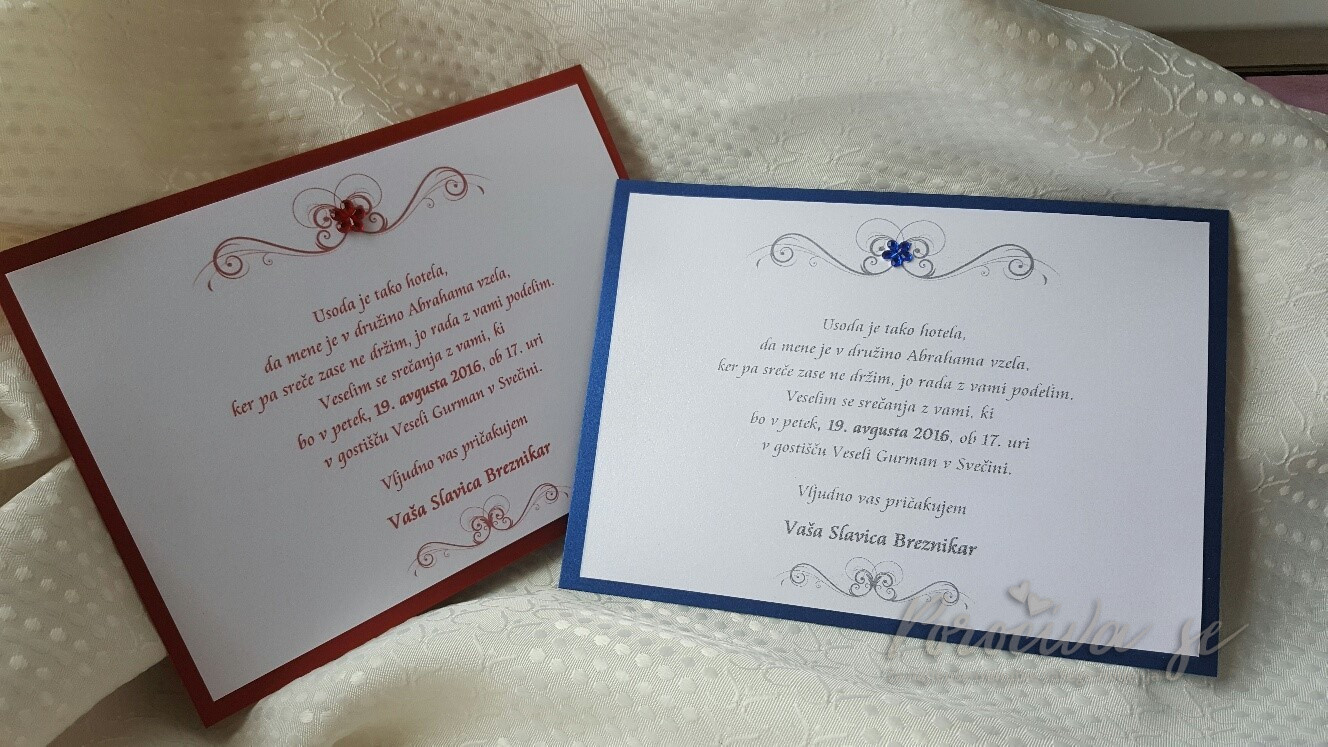 Usoda je tako hotela,
da mene je v družino Abrahama vzela,
ker pa sreče zase ne držim, jo rada z vami podelim.
Veselim se srečanja z vami, ki
bo v petek, 19. avgusta 2016, ob 17. uri
v gostišču Veseli Gurman v Svečini.
Vljudno vas pričakujem
Vaša Slavica Breznikar
Usoda je tako hotela,
da mene je v družino Abrahama vzela,
ker pa sreče zase ne držim, jo rada z vami podelim.
Veselim se srečanja z vami, ki
bo v petek, 19. avgusta 2016, ob 17. uri
v gostišču Veseli Gurman v Svečini.
Vljudno vas pričakujem
Vaša Slavica Breznikar